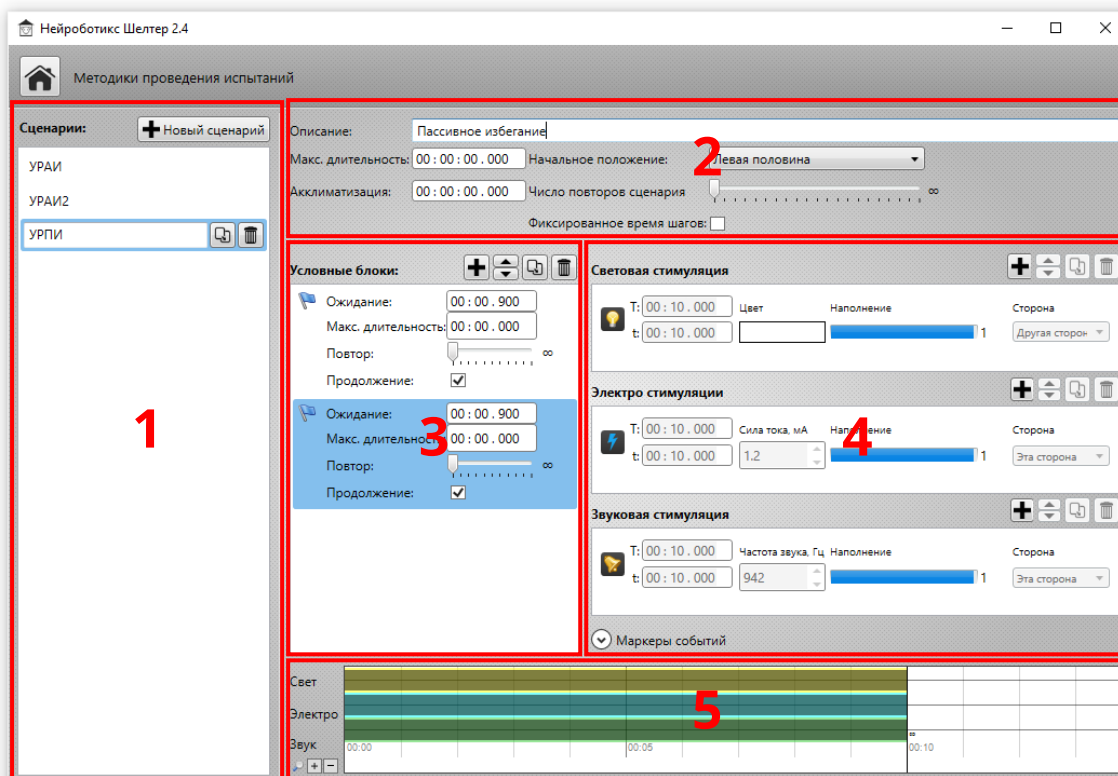 Нейроботикс Шелтер 2.4
Методики проведения испытаний
Сценарии:
Новый сценарий
УРАИ
УРАИ2
УРПИ
1
Описание: Пассивное избегание
Макс. длительность: 00 : 00 : 00 . 000 Начальное положение: Левая половина
2
Акклиматизация: 00 : 00 : 00 . 000 Число повторов сценария ∞
Фиксированное время шагов:
Условные блоки:
Ожидание: 00 : 00 . 900
Макс. длительность: 00 : 00 . 000
Повтор: ∞
Продолжение:
Ожидание: 00 : 00 . 900
Макс. длительность: 00 : 00 . 000
Повтор: ∞
Продолжение:
3
Световая стимуляция
T: 00 : 10 . 000 Цвет Наполнение Сторона
t: 00 : 10 . 000 1 Другая сторон
Электро стимуляции
T: 00 : 10 . 000 Сила тока, мА Наполнение Сторона
t: 00 : 10 . 000 1.2 1 Эта сторона
4
Звуковая стимуляция
T: 00 : 10 . 000 Частота звука, Гц Наполнение Сторона
t: 00 : 10 . 000 942 1 Эта сторона
Маркеры событий
Свет
Электро
Звук
5
∞
00:00 00:05 00:10